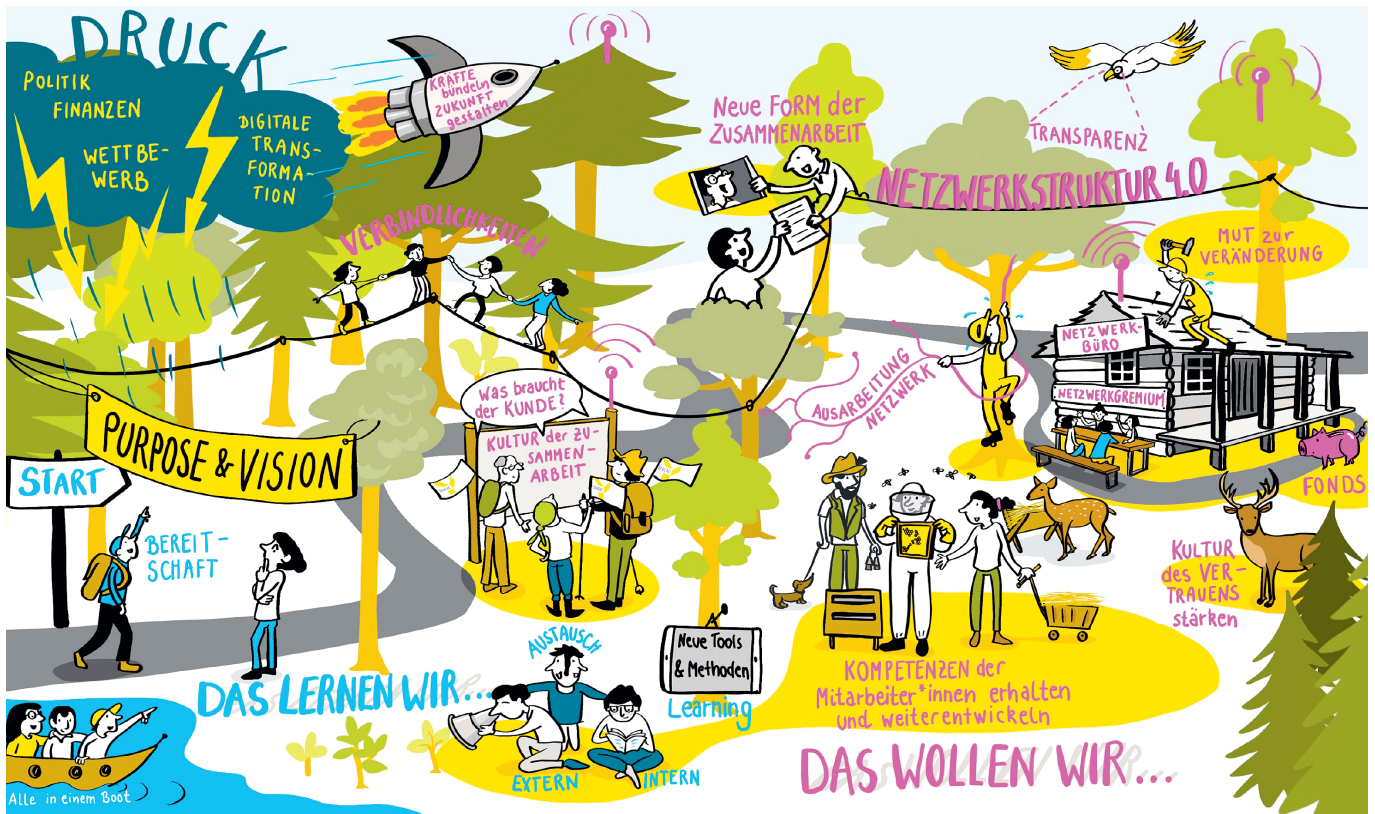 DRUCK
POLITIK
FINANZEN
WETTBE-
WERB
DIGITALE
TRANS-
FORMA-
TION
KRÄFTE
bündeln
ZUKUNFT
gestalten
VERBINDLICHKEITEN
NEUE FORM der
ZUSAMMENARBEIT
TRANSPARENZ
NETZWERKSTRUKTUR 4.0
MUT zur
VERÄNDERUNG
NETZWERK-
BÜRO
NETZWERKGREMIUM
FONDS
AUSARBEITUNG
NETZWERK
Was braucht
der KUNDE?
KULTUR der ZU-
SAMMEN-
ARBEIT
PURPOSE & VISION
START
BEREIT-
SCHAFT
KULTUR
des VER-
TRAUENS
stärken
DAS LERNEN WIR...
AUSTAUSCH
EXTERN
INTERN
Neue Tools
& Methoden
Learning
KOMPETENZEN der
Mitarbeiter*innen erhalten
und weiterentwickeln
DAS WOLLEN WIR...
Alle in einem Boot